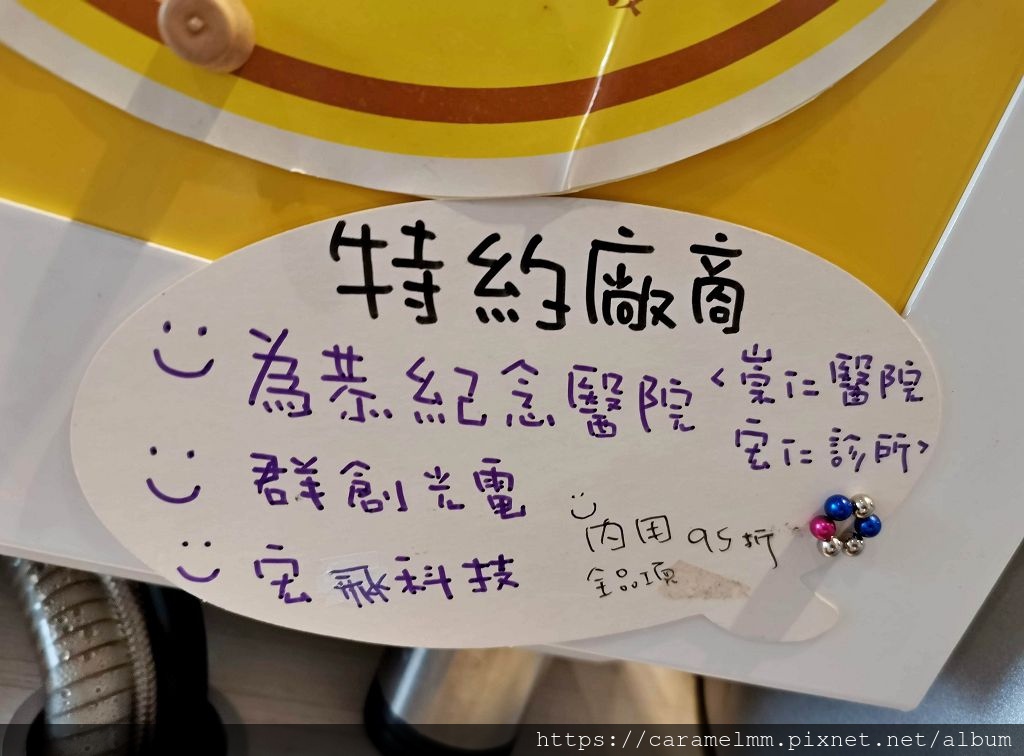 特約廠商
為恭紀念醫院 <崇仁醫院
宏仁診所>
群創光電
宏飛科技
內用 95折
全品項
https://caramelmm.pixnet.net/album